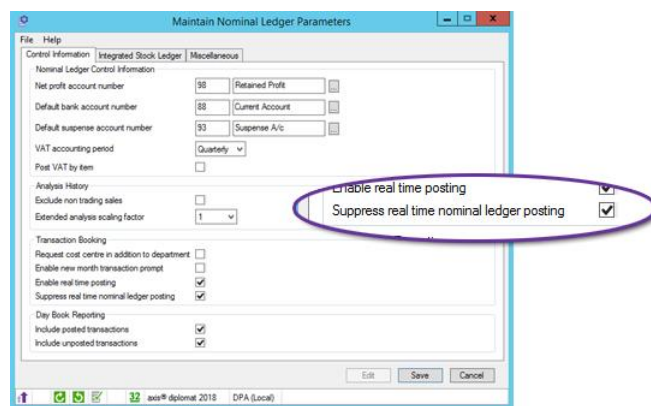 Maintain Nominal Ledger Parameters
File Help
Control Information Integrated Stock Ledger Miscellaneous
Nominal Ledger Control Information
Net profit account number 98 Retained Profit ...
Default bank account number 88 Current Account ...
Default suspense account number 93 Suspense A/c ...
VAT accounting period Quarterly
Post VAT by item
Analysis History
Exclude non trading sales
Extended analysis scaling factor 1
Enable real time posting
Suppress real time nominal ledger posting
Transaction Booking
Request cost centre in addition to department
Enable new month transaction prompt
Enable real time posting
Suppress real time nominal ledger posting
Day Book Reporting
Include posted transactions
Include unposted transactions
Edit Save Cancel
32 axis® diplomat 2018 DPA (Local)